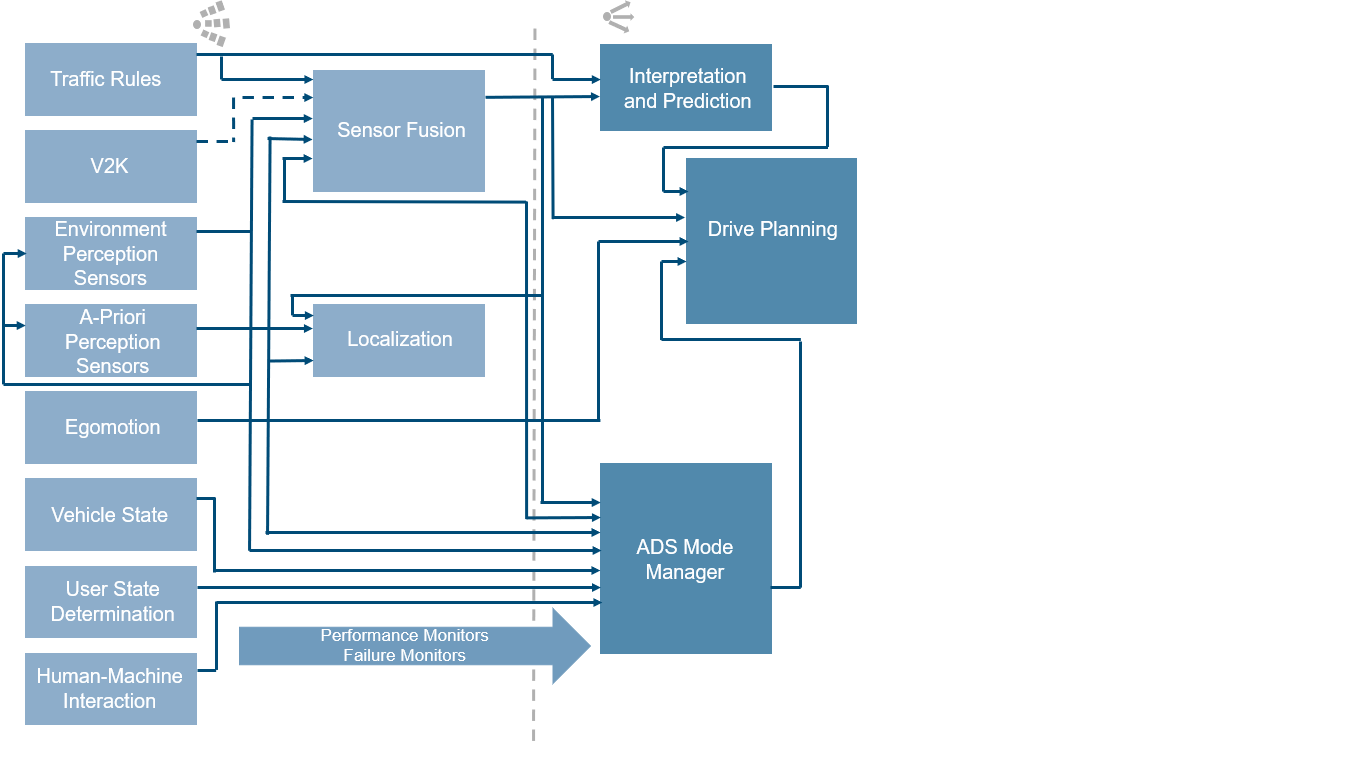 Traffic Rules
V2K
Environment
Perception
Sensors
A-Priori
Perception
Sensors
Egomotion
Vehicle State
User State
Determination
Human-Machine
Interaction
Sensor Fusion
Localization
Performance Monitors
Failure Monitors
Interpretation
and Prediction
Drive Planning
ADS Mode
Manager